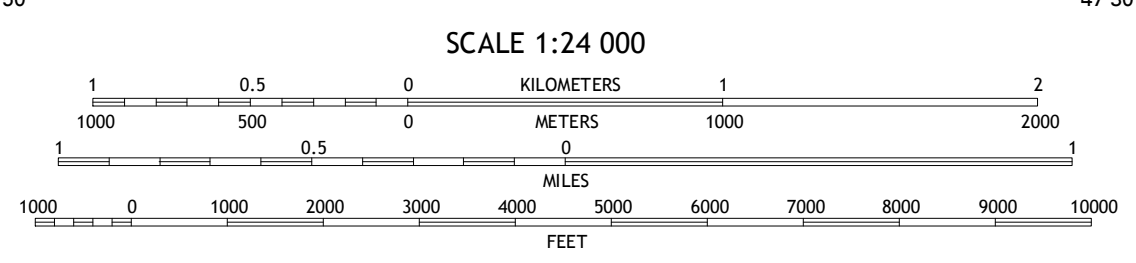 50 47 30
SCALE 1:24 000
1 0.5 0 KILOMETERS 1 2
1000 500 0 METERS 1000 2000
1 0.5 0 1
MILES
1000 0 1000 2000 3000 4000 5000 6000 7000 8000 9000 10000
FEET